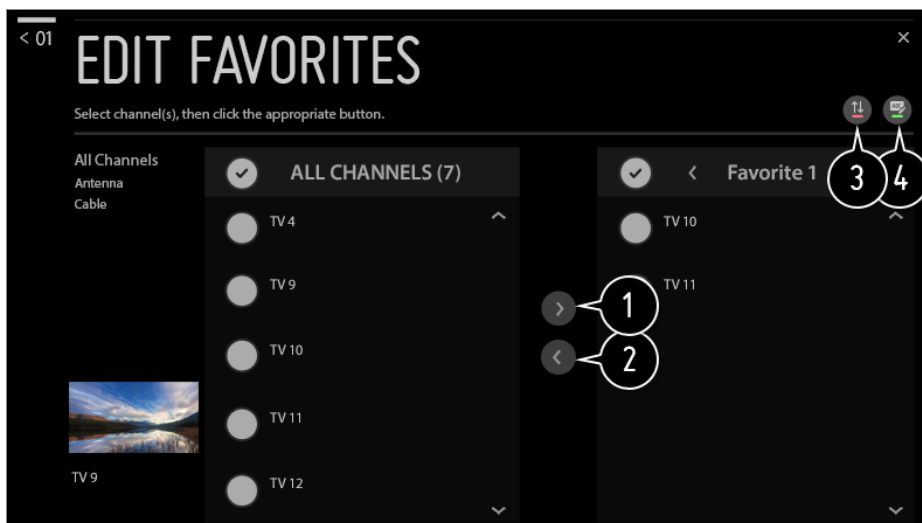 < 01
EDIT FAVORITES
Select channel(s), then click the appropriate button.
All Channels
Antenna
Cable
TV 9
ALL CHANNELS (7)
TV 4
TV 9
TV 10
TV 11
TV 12
Favorite 1
TV 10
TV 11
1
2
3
4